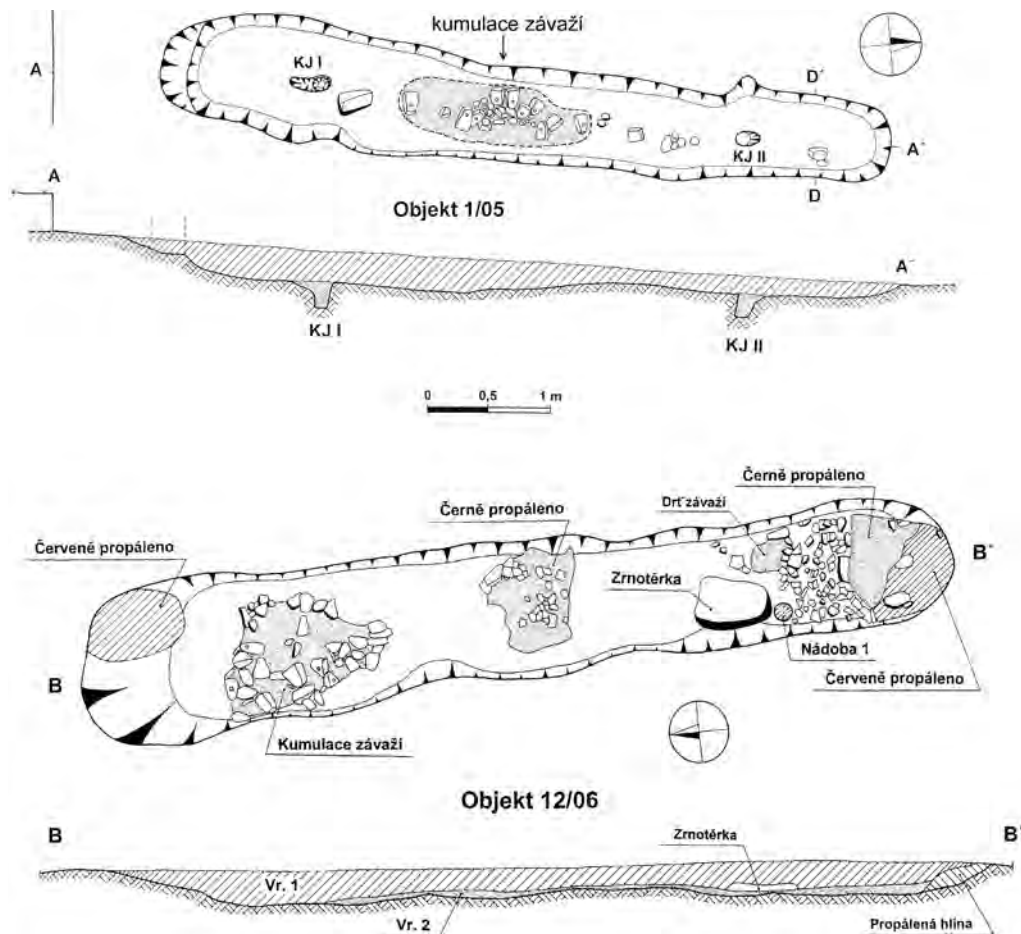 kumulace závaží
A
KJ I
D´
A´
KJ II
D
A
Objekt 1/05
A´
KJ I
KJ II
0 0,5 1 m
Černě propáleno
Drť závaží
Černě propáleno
Červeně propáleno
B´
Zrnotěrka
Nádoba 1
B
Červeně propáleno
Kumulace závaží
Objekt 12/06
B
B´
Zrnotěrka
Vr. 1
Vr. 2
Propálená hlína